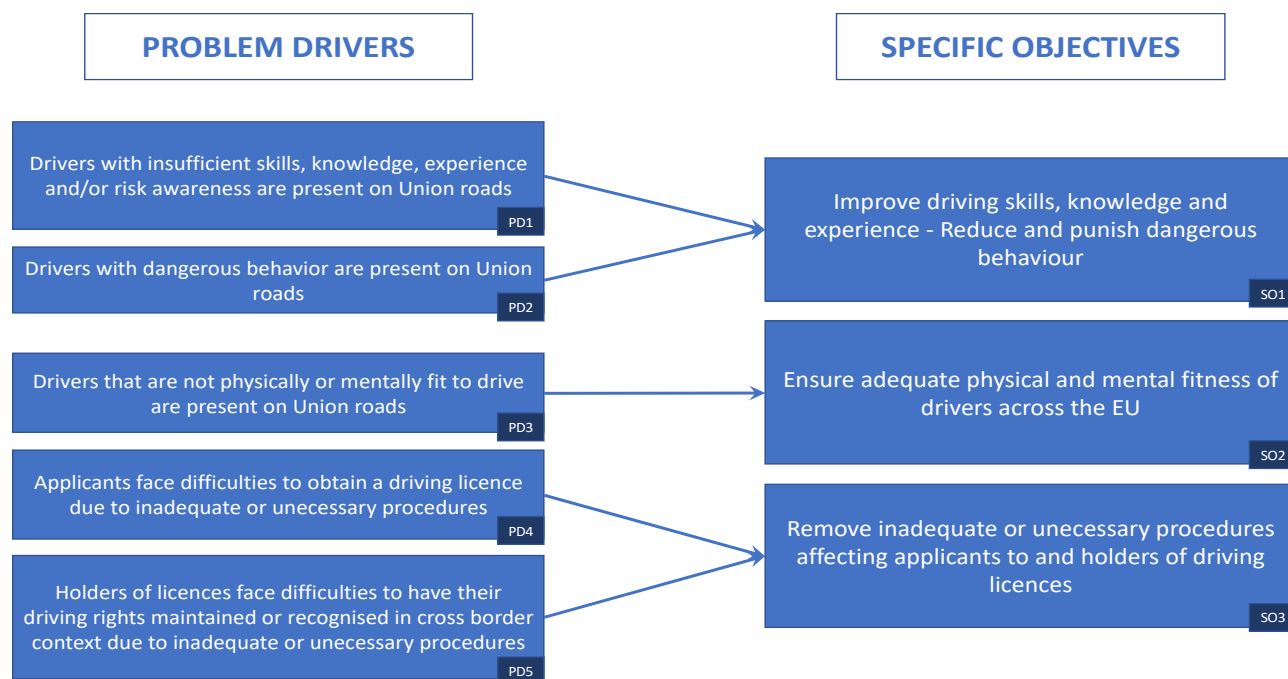 PROBLEM DRIVERS
SPECIFIC OBJECTIVES
Drivers with insufficient skills, knowledge, experience
and/or risk awareness are present on Union roads
PD1
Drivers with dangerous behavior are present on Union
roads
PD2
Drivers that are not physically or mentally fit to drive
are present on Union roads
PD3
Applicants face difficulties to obtain a driving licence
due to inadequate or unecessary procedures
PD4
Holders of licences face difficulties to have their
driving rights maintained or recognised in cross border
context due to inadequate or unecessary procedures
PD5
Improve driving skills, knowledge and
experience - Reduce and punish dangerous
behaviour
SO1
Ensure adequate physical and mental fitness of
drivers across the EU
SO2
Remove inadequate or unecessary procedures
affecting applicants to and holders of driving
licences
SO3